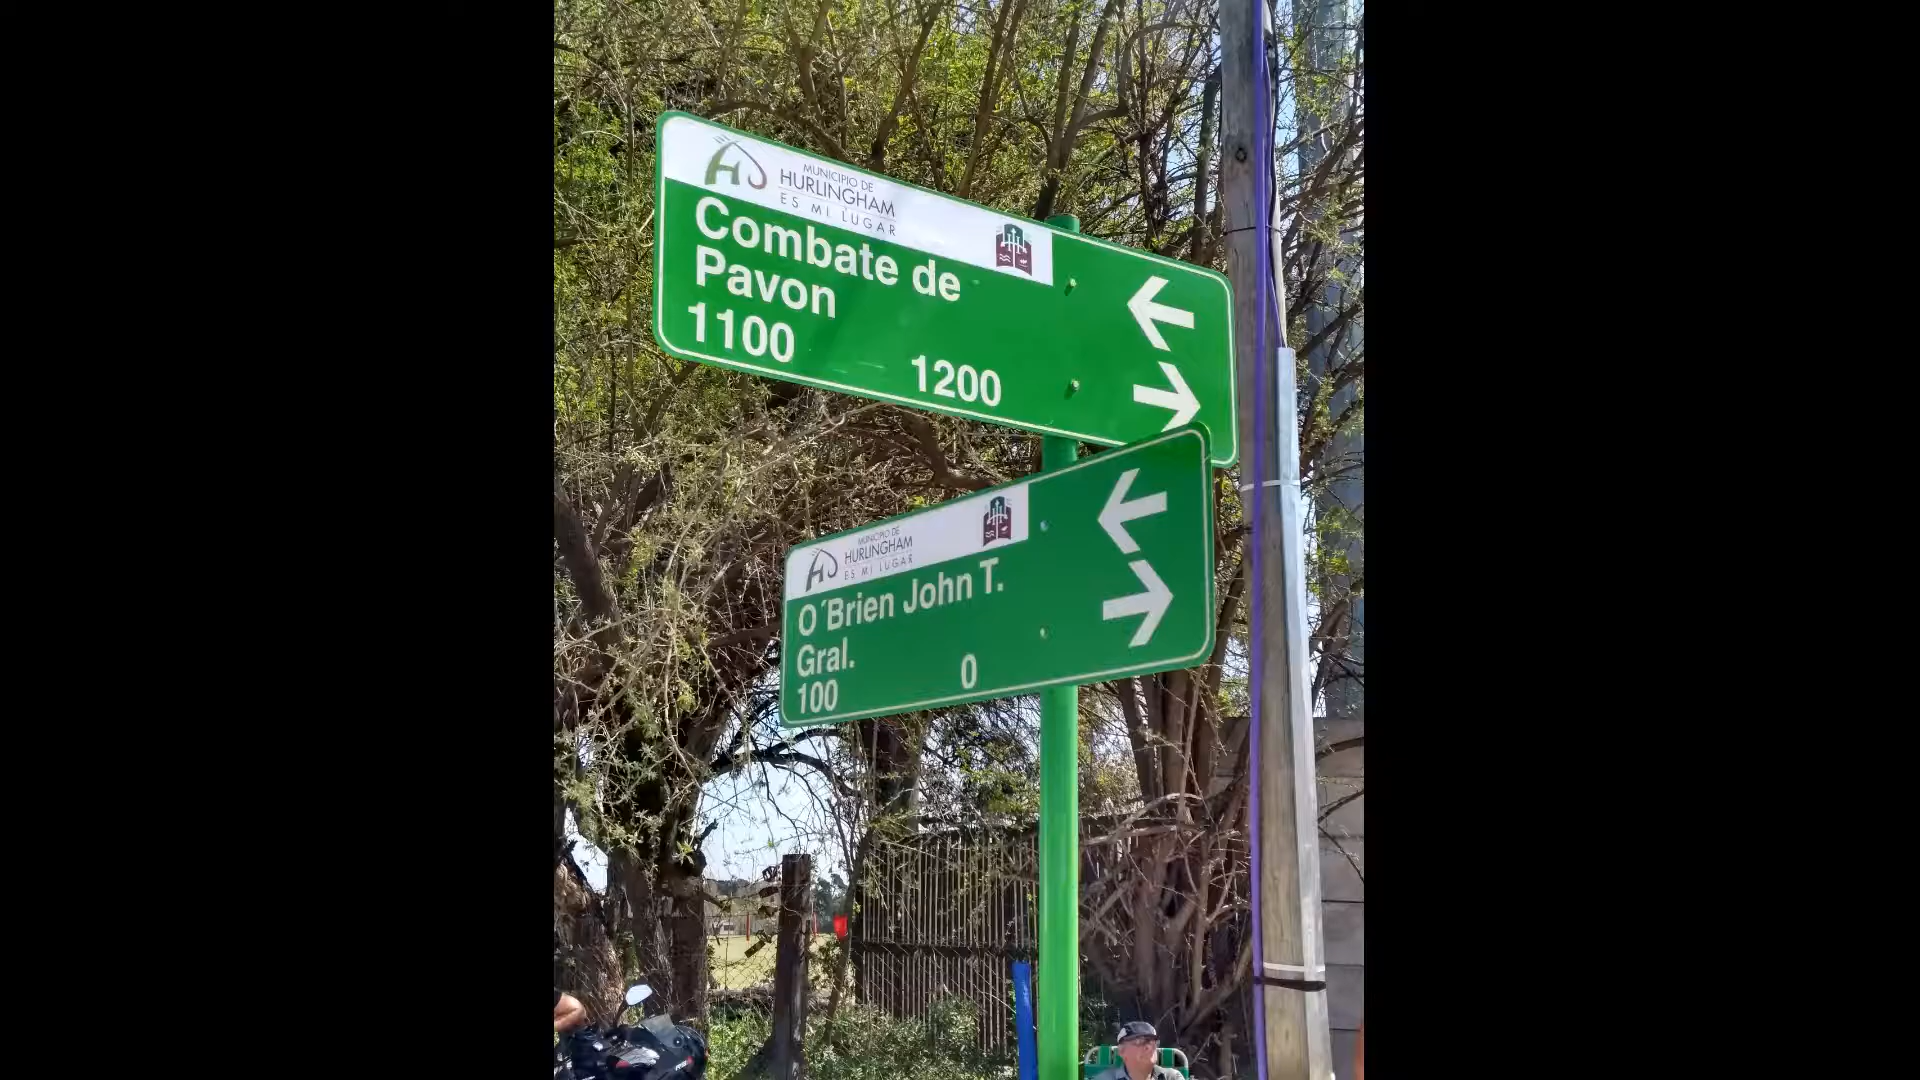 MUNICIPIO DE
HURLINGHAM
ES MI LUGAR
Combate de
Pavon
1100 1200
MUNICIPIO DE
HURLINGHAM
ES MI LUGAR
O´Brien John T.
Gral.
100 0